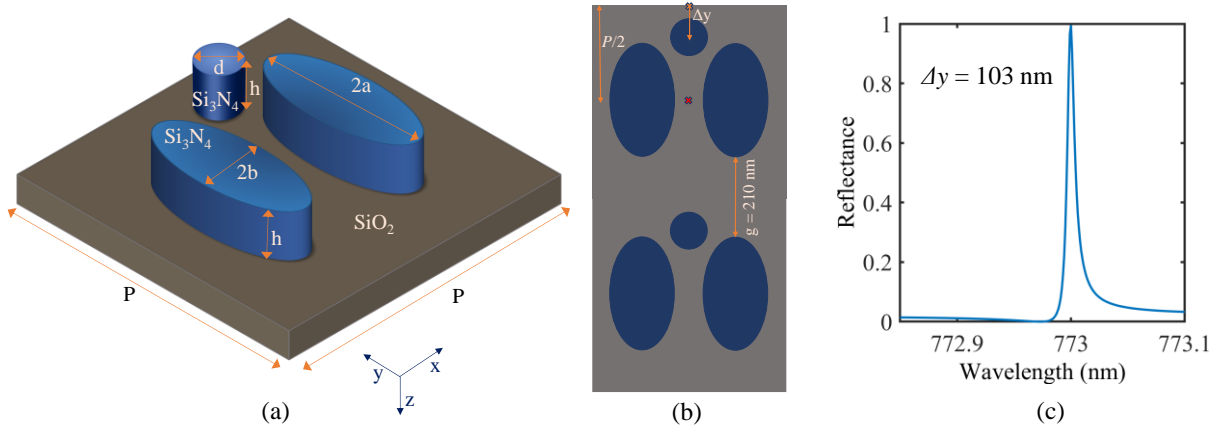 d
h
Si₃N₄
2a
Si₃N₄
2b
h
SiO₂
P
P
y
x
z
(a)
Δy
P/2
g = 210 nm
(b)
Δy = 103 nm
Reflectance
1
0.8
0.6
0.4
0.2
0
772.9
773
773.1
Wavelength (nm)
(c)